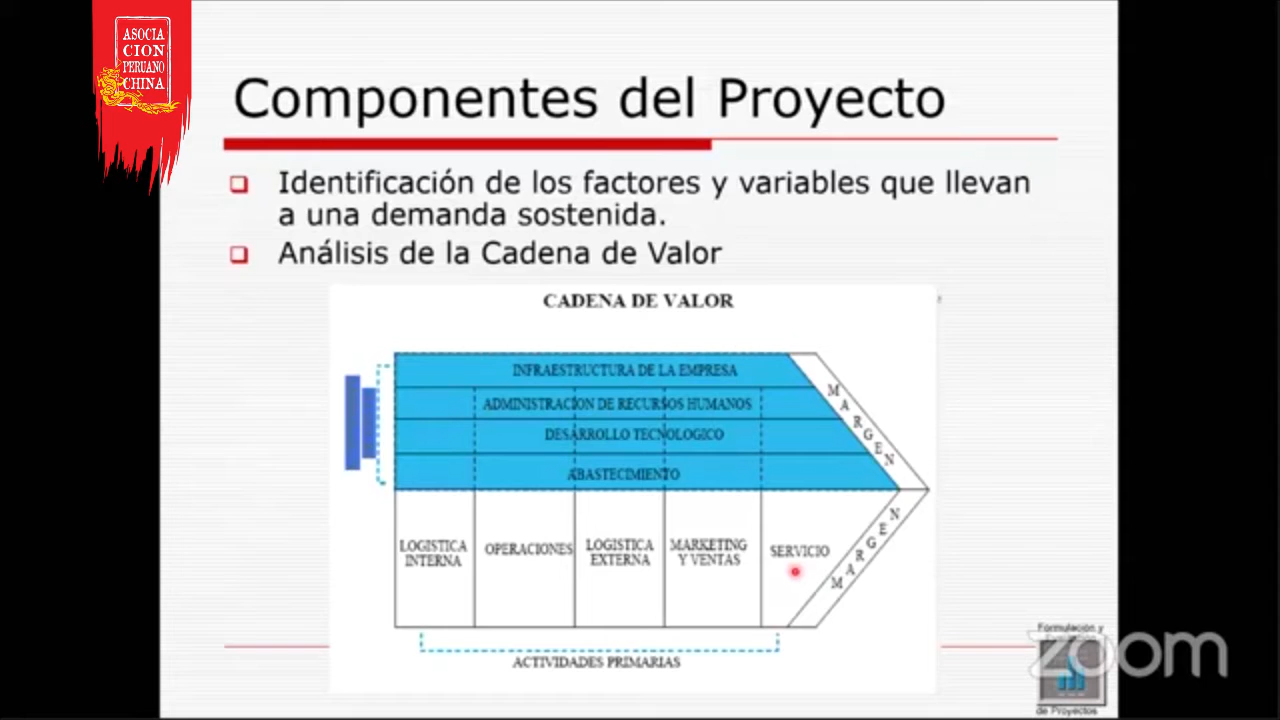 ASOCIA
CION
PERUANO
CHINA
Componentes del Proyecto
Identificación de los factores y variables que llevan
a una demanda sostenida.
Análisis de la Cadena de Valor
CADENA DE VALOR
INFRAESTRUCTURA DE LA EMPRESA
ADMINISTRACION DE RECURSOS HUMANOS
DESARROLLO TECNOLOGICO
ABASTECIMIENTO
MARGEN
LOGISTICA
INTERNA
OPERACIONES
LOGISTICA
EXTERNA
MARKETING
Y VENTAS
SERVICIO
MARGEN
ACTIVIDADES PRIMARIAS
Formulación y
zoom
de Proyectos